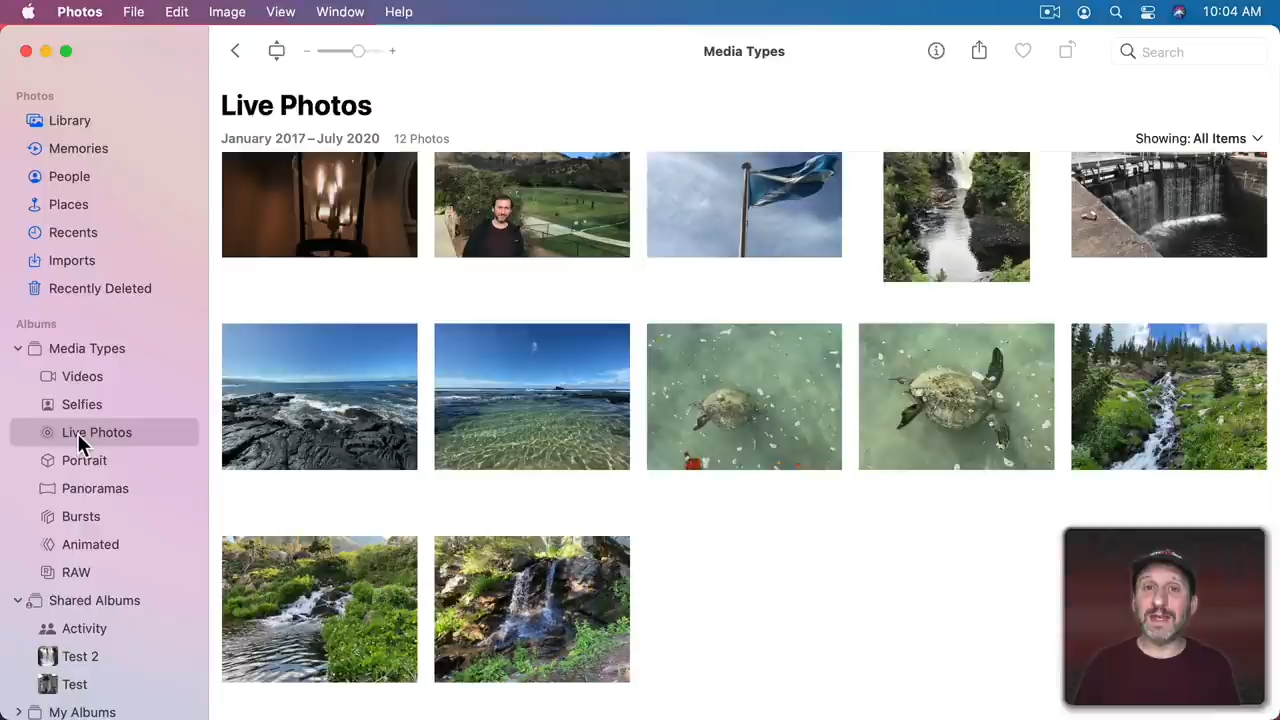 Photos File Edit Image View Window Help 10:04 AM
Media Types
Search
Photos
Library
Memories
People
Places
Recents
Imports
Recently Deleted
Albums
Media Types
Videos
Selfies
Live Photos
Portrait
Panoramas
Bursts
Animated
RAW
Shared Albums
Activity
Test 2
Test
My Albums
Live Photos
January 2017–July 2020 12 Photos
Showing: All Items